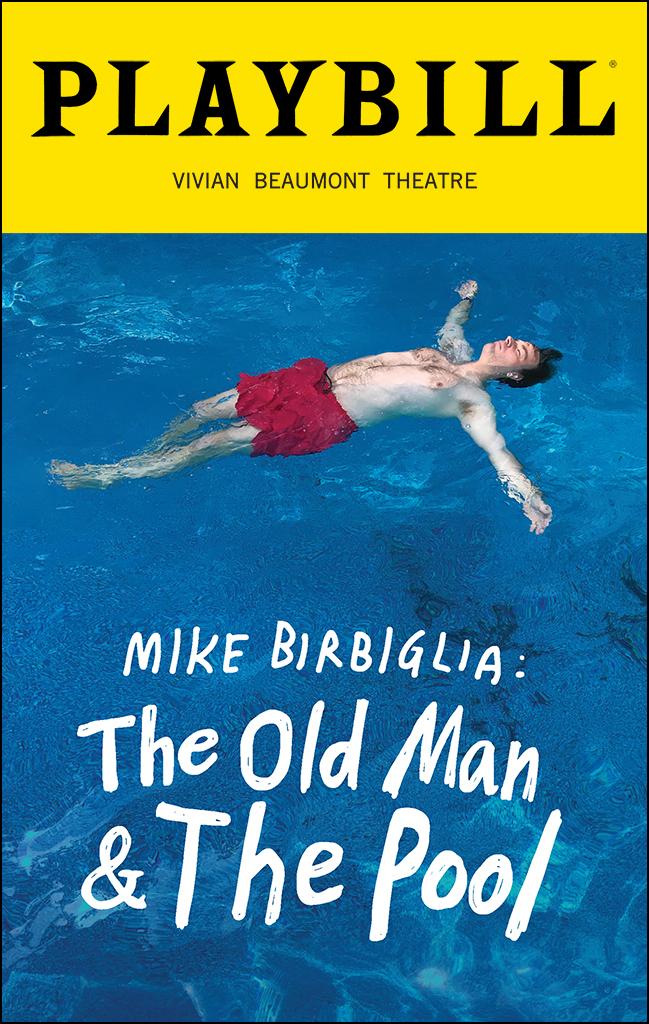 PLAYBILL®
VIVIAN BEAUMONT THEATRE
MIKE BIRBIGLIA:
The Old Man
& The Pool